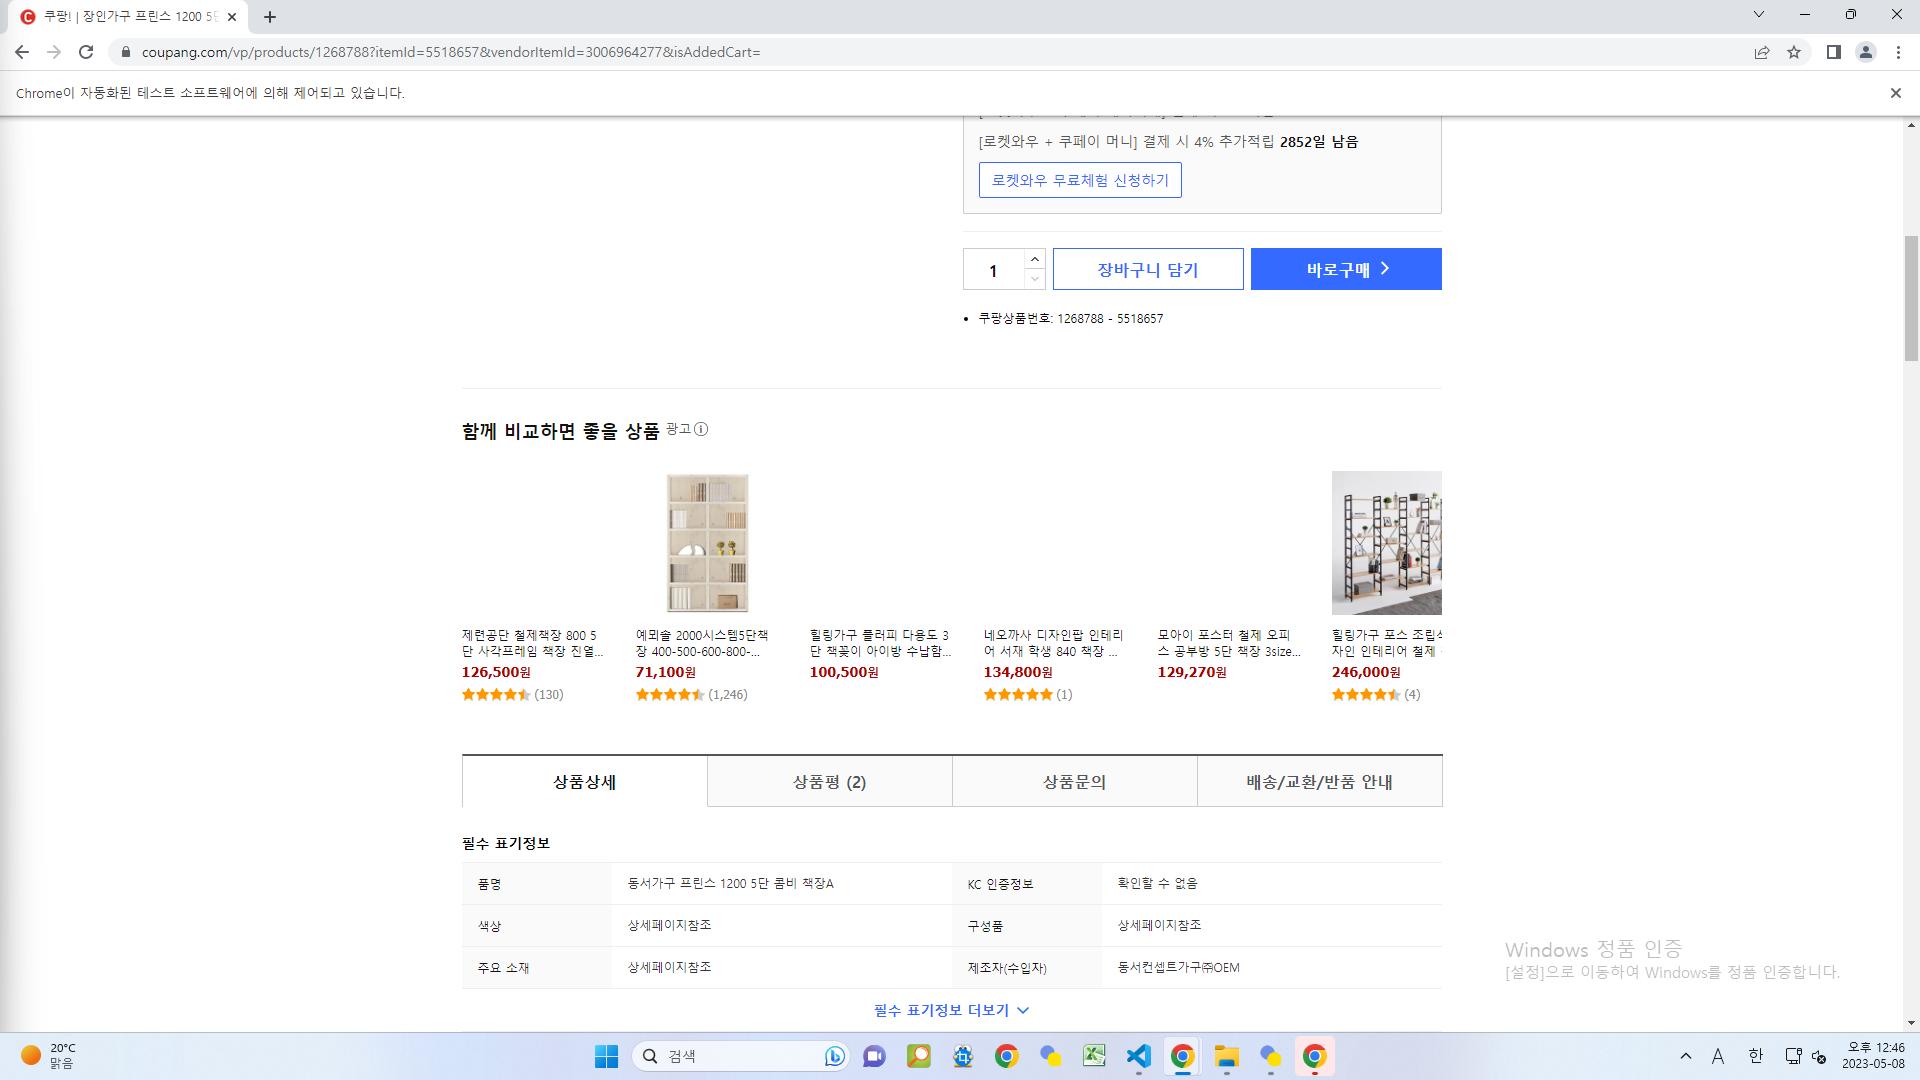 쿠팡! | 장인가구 프린스 1200 5단
coupang.com/vp/products/1268788?itemId=5518657&vendorItemId=3006964277&isAddedCart=
Chrome이 자동화된 테스트 소프트웨어에 의해 제어되고 있습니다.
[로켓와우 + 쿠페이 머니] 결제 시 4% 추가적립 2852일 남음
로켓와우 무료체험 신청하기
1
장바구니 담기
바로구매
쿠팡상품번호: 1268788 - 5518657
함께 비교하면 좋을 상품 광고
제련공단 철제책장 800 5
단 사각프레임 책장 진열...
126,500원
(130)
예뫼솔 2000시스템5단책
장 400-500-600-800-...
71,100원
(1,246)
힐링가구 플러피 다용도 3
단 책꽂이 아이방 수납함...
100,500원
네오까사 디자인팝 인테리
어 서재 학생 840 책장 ...
134,800원
(1)
모아이 포스터 철제 오피
스 공부방 5단 책장 3size...
129,270원
힐링가구 포스 조립식
자인 인테리어 철제
246,000원
(4)
상품상세
상품평 (2)
상품문의
배송/교환/반품 안내
필수 표기정보
품명
동서가구 프린스 1200 5단 콤비 책장A
KC 인증정보
확인할 수 없음
색상
상세페이지참조
구성품
상세페이지참조
주요 소재
상세페이지참조
제조자(수입자)
동서컨셉트가구㈜OEM
필수 표기정보 더보기
Windows 정품 인증
[설정]으로 이동하여 Windows를 정품 인증합니다.
20°C
맑음
검색
A
한
오후 12:46
2023-05-08